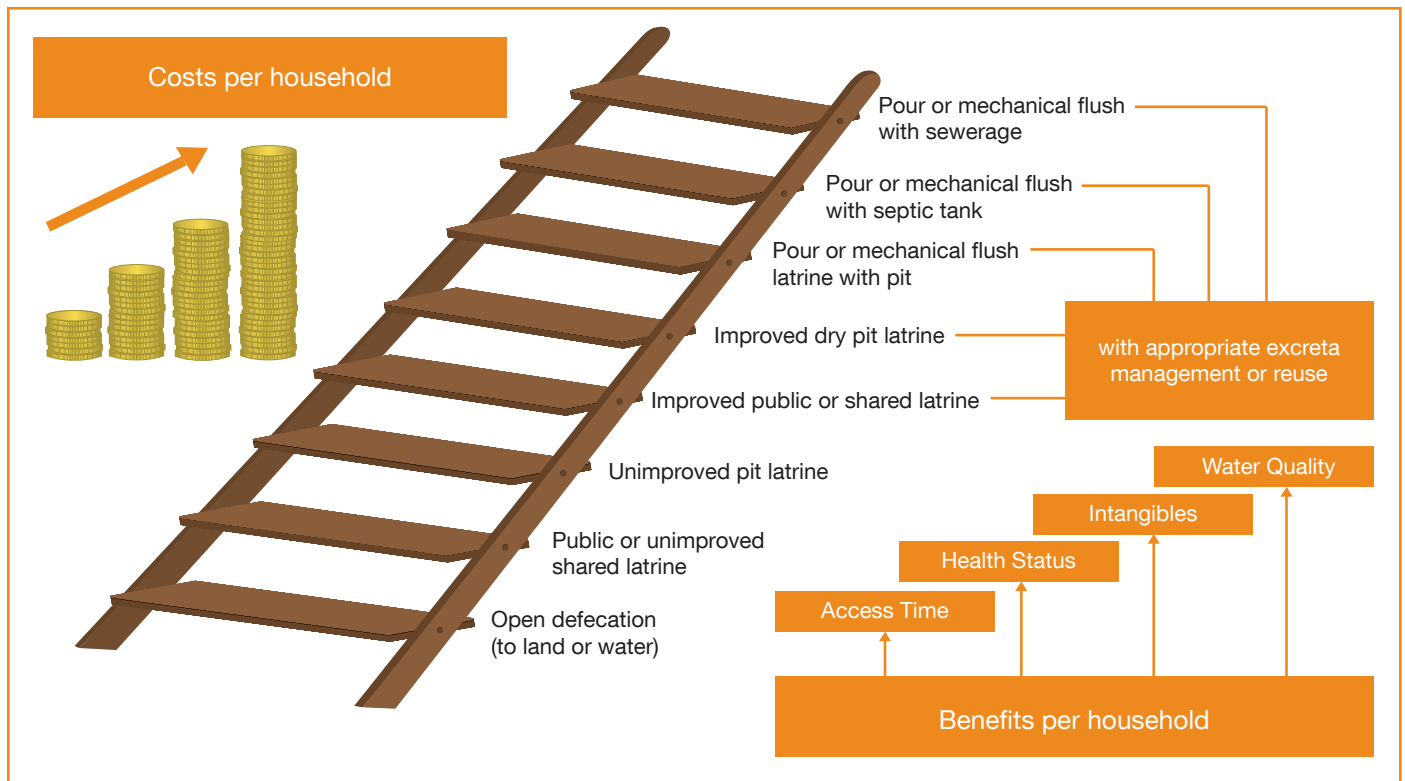 Costs per household
Pour or mechanical flush
with sewerage
Pour or mechanical flush
with septic tank
Pour or mechanical flush
latrine with pit
Improved dry pit latrine
with appropriate excreta
management or reuse
Improved public or shared latrine
Unimproved pit latrine
Public or unimproved
shared latrine
Open defecation
(to land or water)
Water Quality
Intangibles
Health Status
Access Time
Benefits per household